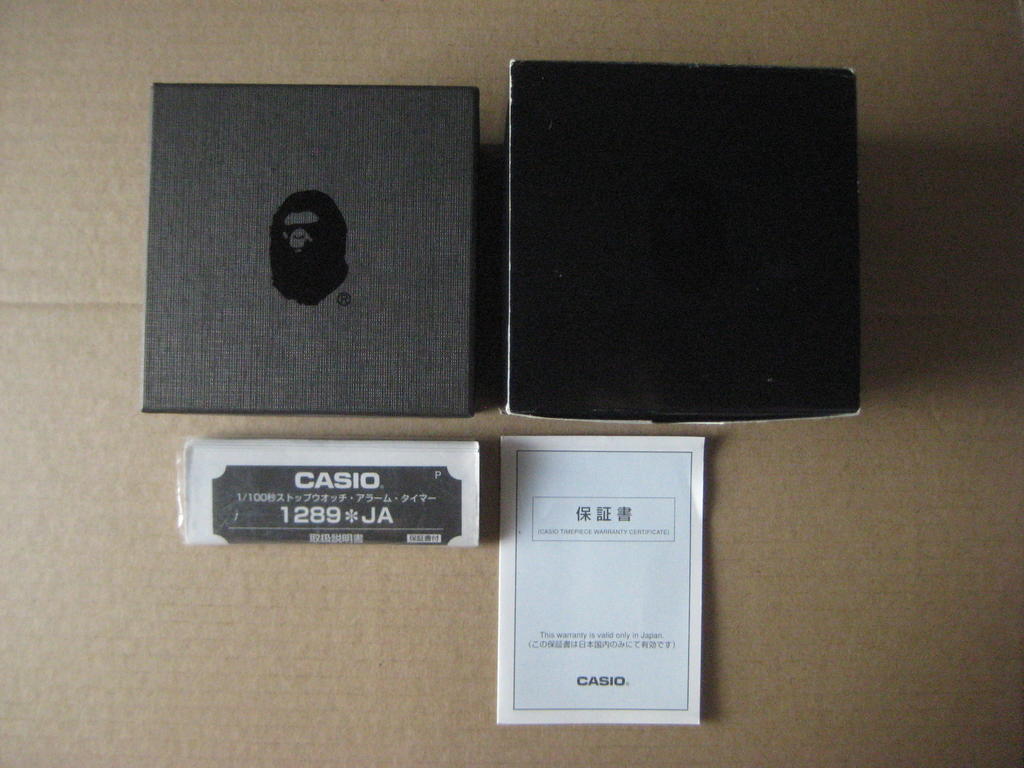 ®
CASIO®
P
1/100秒ストップウオッチ・アラーム・タイマー
1289*JA
取扱説明書
保証書付
保証書
(CASIO TIMEPIECE WARRANTY CERTIFICATE)
This warranty is valid only in Japan.
(この保証書は日本国内のみにて有効です)
CASIO®